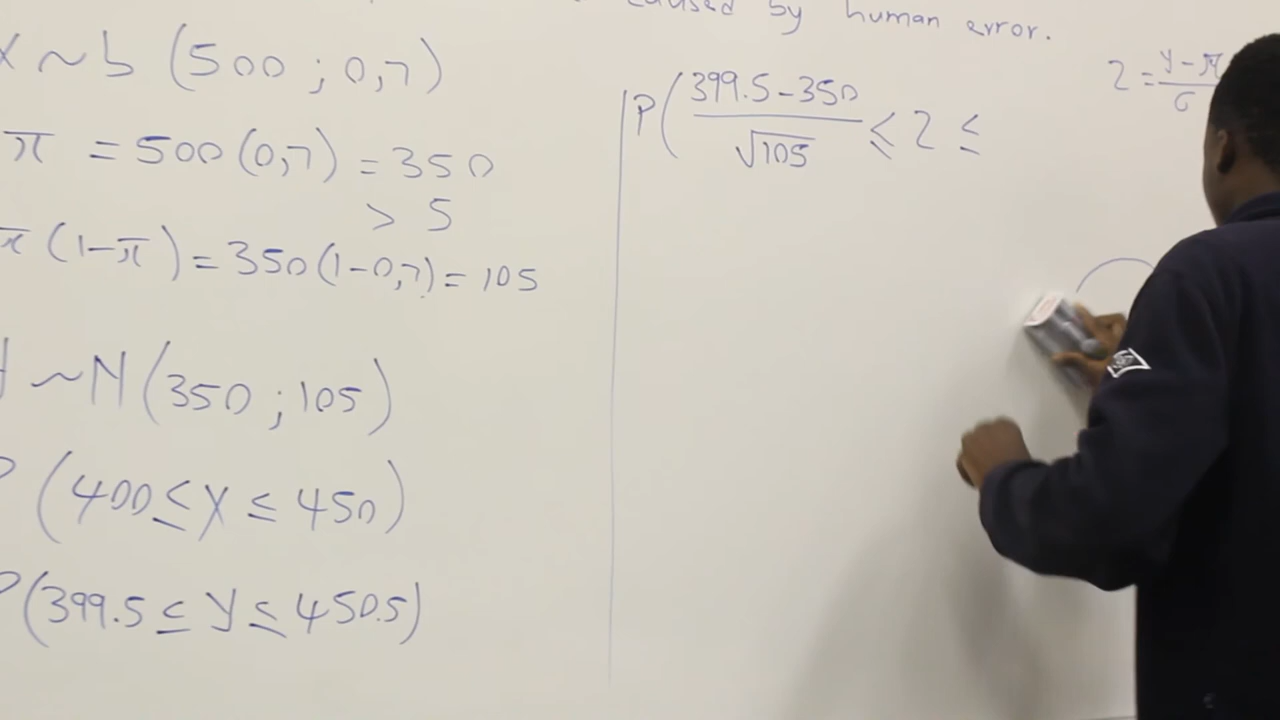 caused by human error.
X ~ b (500 ; 0,7)
π = 500 (0,7) = 350
> 5
π (1-π) = 350 (1-0,7) = 105
~ N (350 ; 105)
P (400 ≤ X ≤ 450)
P (399.5 ≤ Y ≤ 450.5)
P( 399.5 - 350 / √105 ≤ Z ≤
Z = Y - π / σ